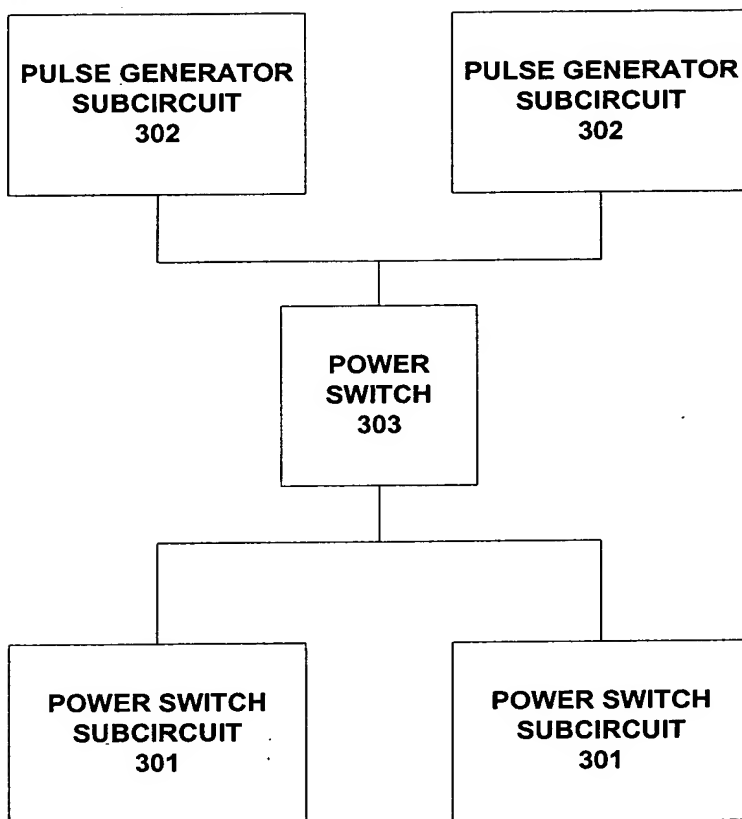 PULSE GENERATOR
SUBCIRCUIT
302
PULSE GENERATOR
SUBCIRCUIT
302
POWER
SWITCH
303
POWER SWITCH
SUBCIRCUIT
301
POWER SWITCH
SUBCIRCUIT
301